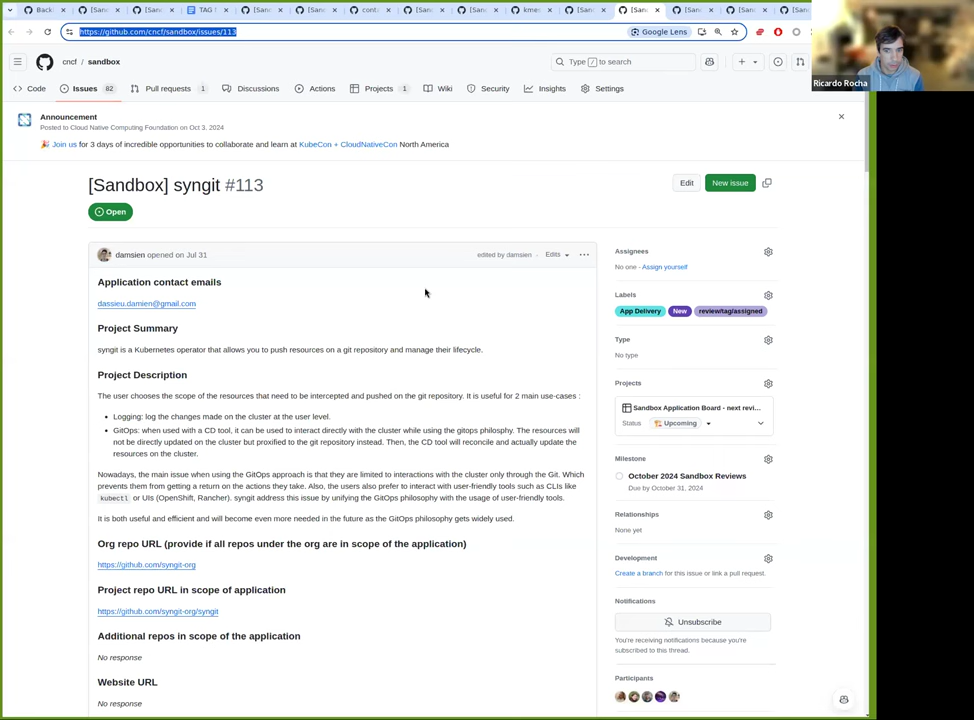 Back
[San
[San
TAG
[San
[San
cont
[San
[San
kmes
[San
[San
[San
[San
[San
https://github.com/cncf/sandbox/issues/113
Google Lens
Ricardo Rocha
cncf / sandbox
Type / to search
Code
Issues 82
Pull requests 1
Discussions
Actions
Projects 1
Wiki
Security
Insights
Settings
Announcement
Posted to Cloud Native Computing Foundation on Oct 3, 2024
🎉 Join us for 3 days of incredible opportunities to collaborate and learn at KubeCon + CloudNativeCon North America
[Sandbox] syngit #113
Edit
New issue
Open
damsien opened on Jul 31
edited by damsien · Edits
Application contact emails
dassieu.damien@gmail.com
Project Summary
syngit is a Kubernetes operator that allows you to push resources on a git repository and manage their lifecycle.
Project Description
The user chooses the scope of the resources that need to be intercepted and pushed on the git repository. It is useful for 2 main use-cases :
• Logging: log the changes made on the cluster at the user level.
• GitOps: when used with a CD tool, it can be used to interact directly with the cluster while using the gitops philosophy. The resources will
not be directly updated on the cluster but proxified to the git repository instead. Then, the CD tool will reconcile and actually update the
resources on the cluster.
Nowadays, the main issue when using the GitOps approach is that they are limited to interactions with the cluster only through the Git. Which
prevents them from getting a return on the actions they take. Also, the users also prefer to interact with user-friendly tools such as CLIs like
kubectl or UIs (OpenShift, Rancher). syngit address this issue by unifying the GitOps philosophy with the usage of user-friendly tools.
It is both useful and efficient and will become even more needed in the future as the GitOps philosophy gets widely used.
Org repo URL (provide if all repos under the org are in scope of the application)
https://github.com/syngit-org
Project repo URL in scope of application
https://github.com/syngit-org/syngit
Additional repos in scope of the application
No response
Website URL
No response
Assignees
No one - Assign yourself
Labels
App Delivery
New
review/tag/assigned
Type
No type
Projects
Sandbox Application Board - next revi...
Status
🏗 Upcoming
Milestone
October 2024 Sandbox Reviews
Due by October 31, 2024
Relationships
None yet
Development
Create a branch for this issue or link a pull request.
Notifications
Unsubscribe
You're receiving notifications because you're
subscribed to this thread.
Participants